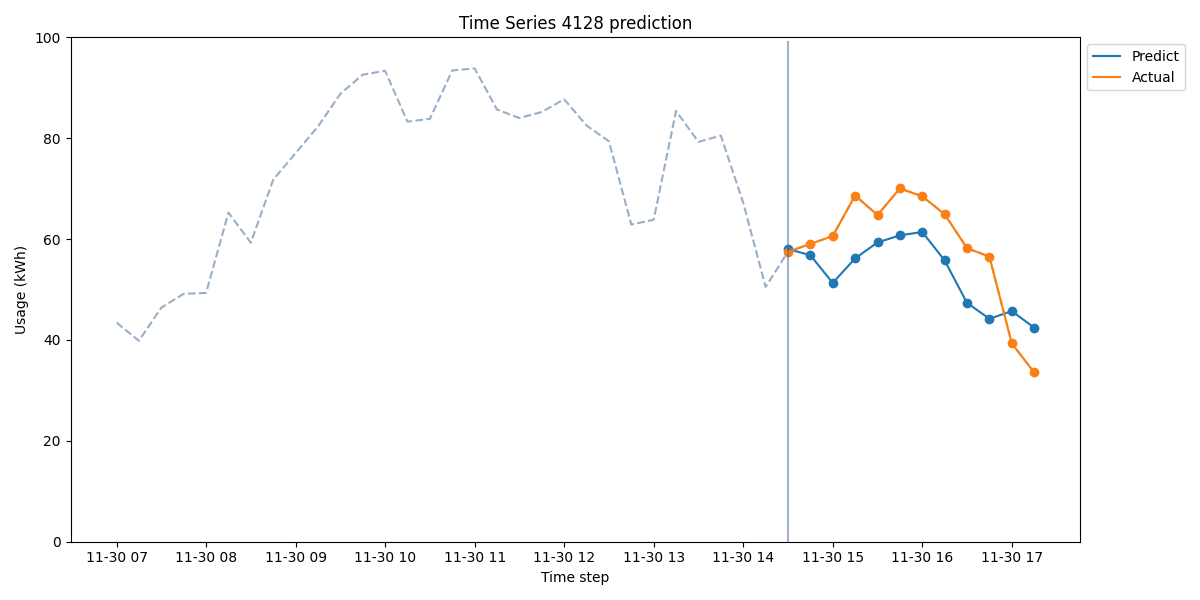 Time Series 4128 prediction
Predict
Actual
Usage (kWh)
100
80
60
40
20
0
11-30 07 11-30 08 11-30 09 11-30 10 11-30 11 11-30 12 11-30 13 11-30 14 11-30 15 11-30 16 11-30 17
Time step